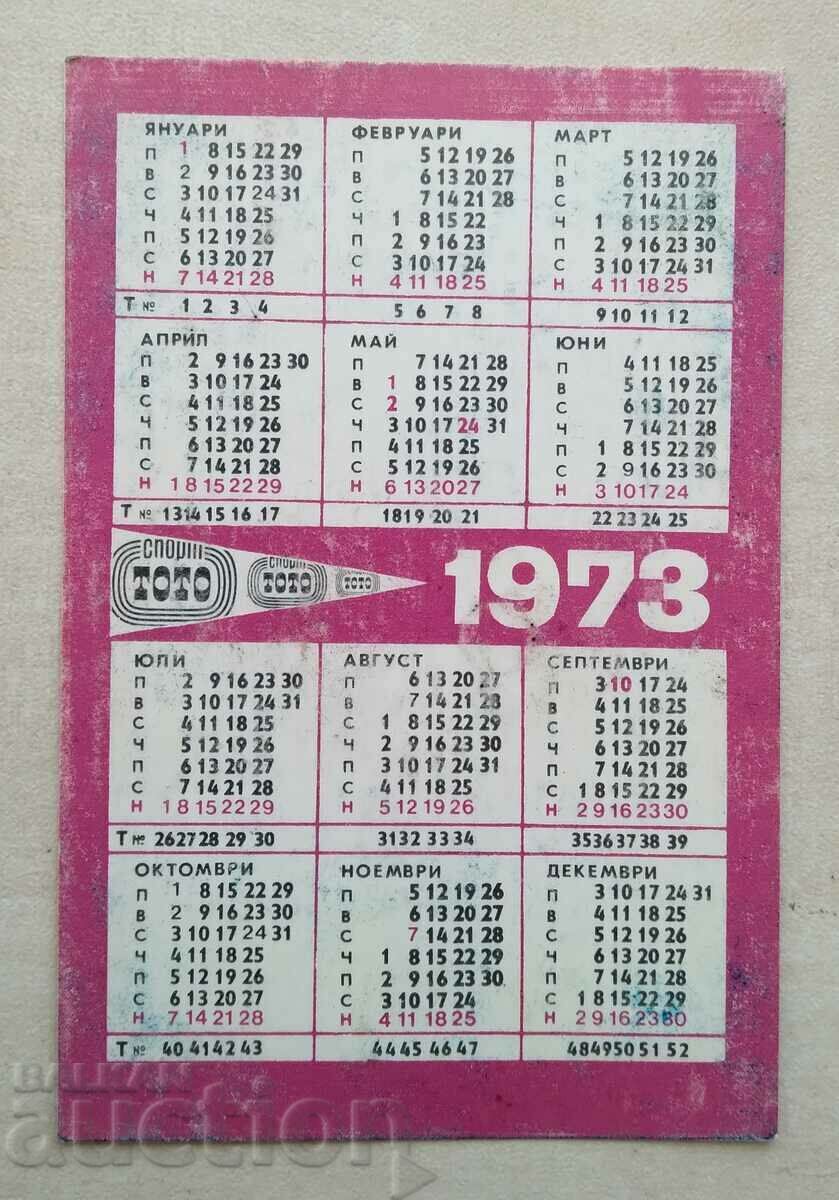 ЯНУАРИ
П 1 8 15 22 29
В 2 9 16 23 30
С 3 10 17 24 31
Ч 4 11 18 25
П 5 12 19 26
С 6 13 20 27
Н 7 14 21 28
ФЕВРУАРИ
П 5 12 19 26
В 6 13 20 27
С 7 14 21 28
Ч 1 8 15 22
П 2 9 16 23
С 3 10 17 24
Н 4 11 18 25
МАРТ
П 5 12 19 26
В 6 13 20 27
С 7 14 21 28
Ч 1 8 15 22 29
П 2 9 16 23 30
С 3 10 17 24 31
Н 4 11 18 25
Т № 1 2 3 4 5 6 7 8 9 10 11 12
АПРИЛ
П 2 9 16 23 30
В 3 10 17 24
С 4 11 18 25
Ч 5 12 19 26
П 6 13 20 27
С 7 14 21 28
Н 1 8 15 22 29
МАЙ
П 7 14 21 28
В 1 8 15 22 29
С 2 9 16 23 30
Ч 3 10 17 24 31
П 4 11 18 25
С 5 12 19 26
Н 6 13 20 27
ЮНИ
П 4 11 18 25
В 5 12 19 26
С 6 13 20 27
Ч 7 14 21 28
П 1 8 15 22 29
С 2 9 16 23 30
Н 3 10 17 24
Т № 13 14 15 16 17 18 19 20 21 22 23 24 25
СПОРТ ТОТО
СПОРТ ТОТО
ТОТО
1973
ЮЛИ
П 2 9 16 23 30
В 3 10 17 24 31
С 4 11 18 25
Ч 5 12 19 26
П 6 13 20 27
С 7 14 21 28
Н 1 8 15 22 29
АВГУСТ
П 6 13 20 27
В 7 14 21 28
С 1 8 15 22 29
Ч 2 9 16 23 30
П 3 10 17 24 31
С 4 11 18 25
Н 5 12 19 26
СЕПТЕМВРИ
П 3 10 17 24
В 4 11 18 25
С 5 12 19 26
Ч 6 13 20 27
П 7 14 21 28
С 1 8 15 22 29
Н 2 9 16 23 30
Т № 26 27 28 29 30 31 32 33 34 35 36 37 38 39
ОКТОМВРИ
П 1 8 15 22 29
В 2 9 16 23 30
С 3 10 17 24 31
Ч 4 11 18 25
П 5 12 19 26
С 6 13 20 27
Н 7 14 21 28
НОЕМВРИ
П 5 12 19 26
В 6 13 20 27
С 7 14 21 28
Ч 1 8 15 22 29
П 2 9 16 23 30
С 3 10 17 24
Н 4 11 18 25
ДЕКЕМВРИ
П 3 10 17 24 31
В 4 11 18 25
С 5 12 19 26
Ч 6 13 20 27
П 7 14 21 28
С 1 8 15 22 29
Н 2 9 16 23 30
Т № 40 41 42 43 44 45 46 47 48 49 50 51 52
BALKAN
auction